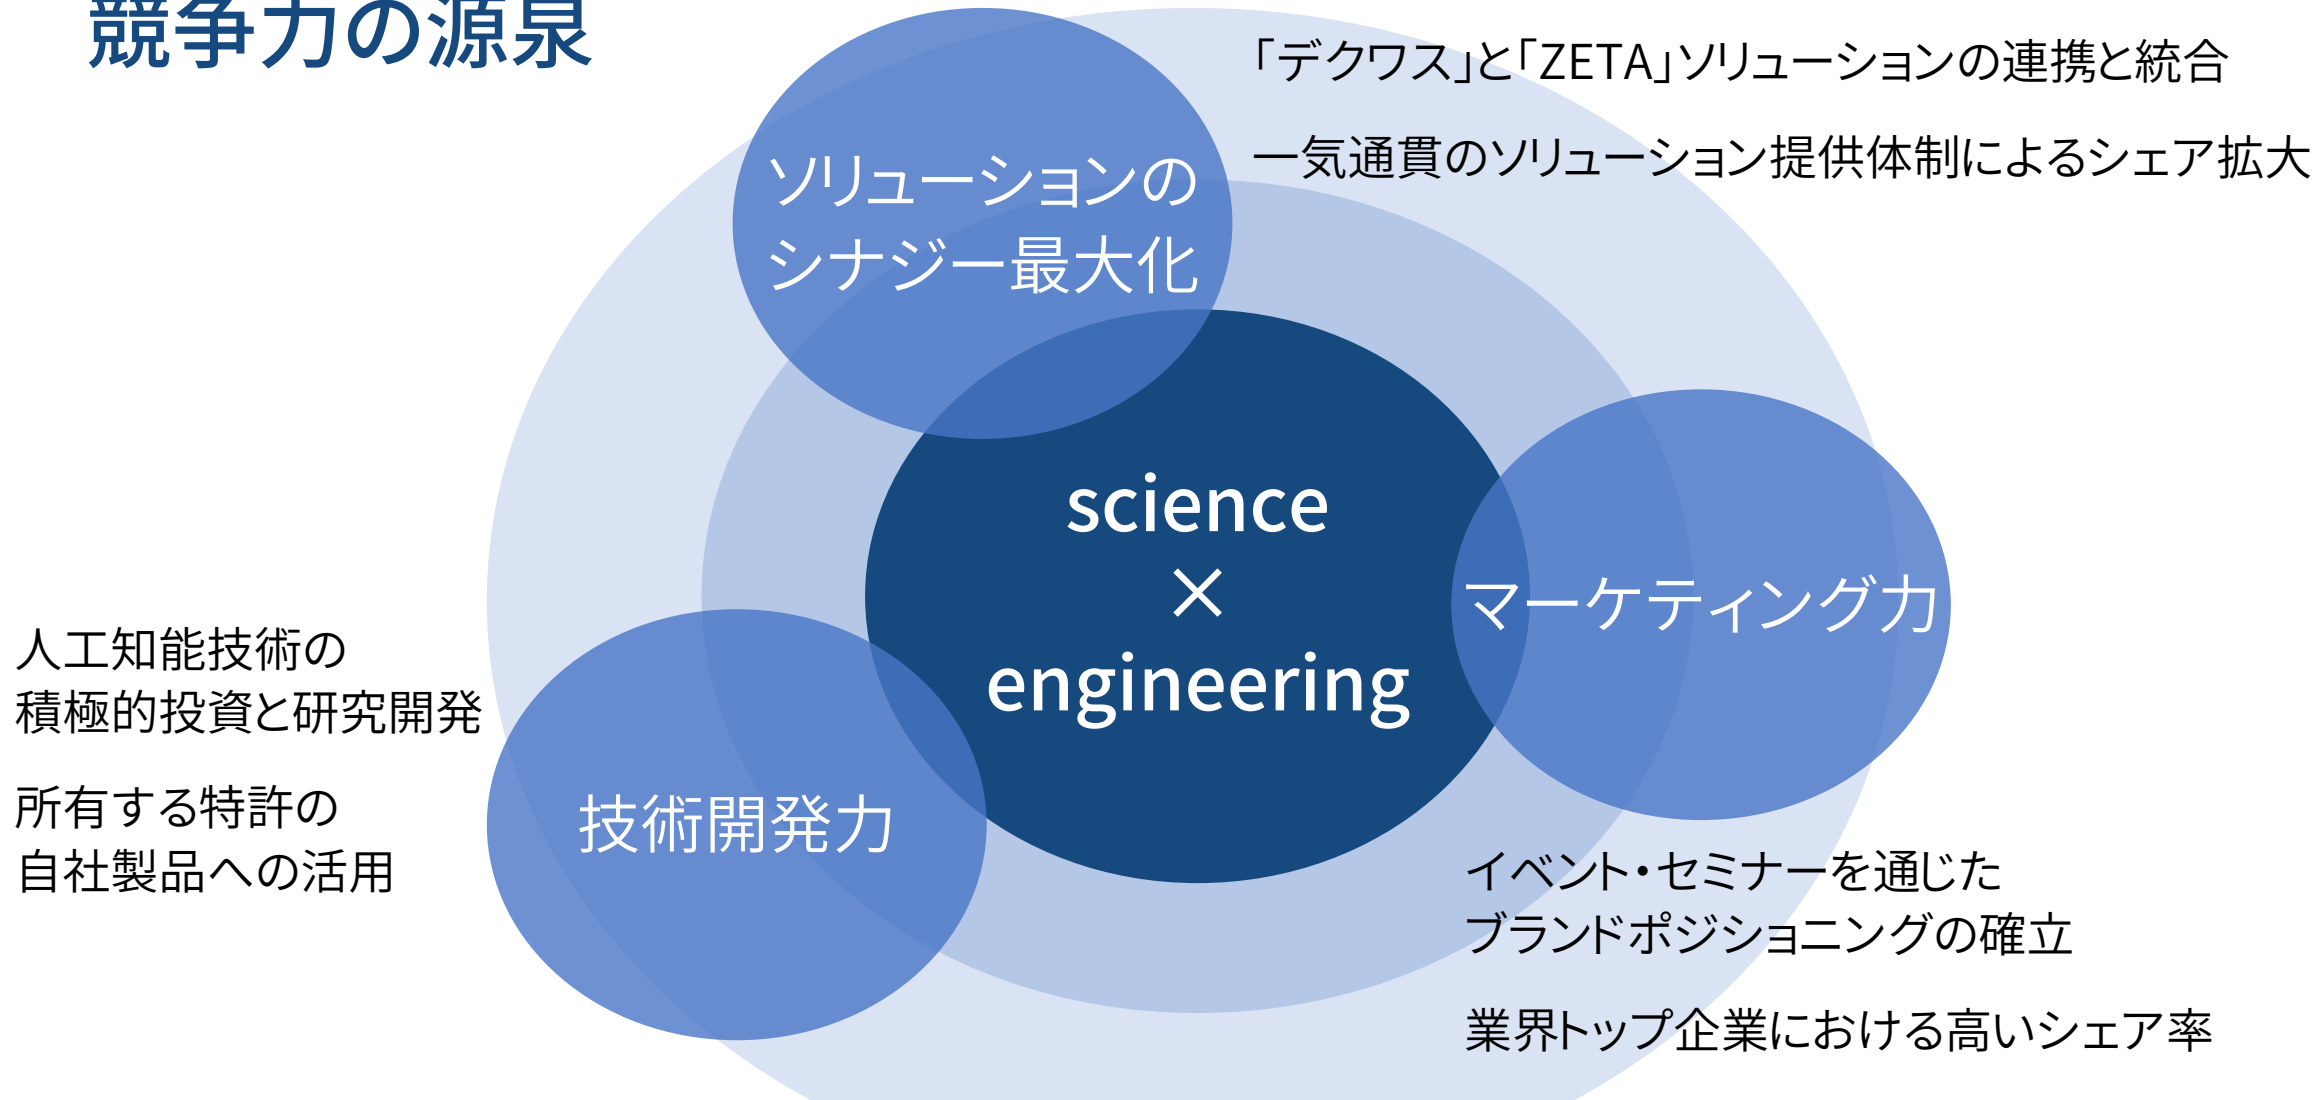 競争力の源泉
「デクワス」と「ZETA」ソリューションの連携と統合
一気通貫のソリューション提供体制によるシェア拡大
ソリューションの
シナジー最大化
science
×
engineering
マーケティング力
人工知能技術の
積極的投資と研究開発
所有する特許の
自社製品への活用
技術開発力
イベント・セミナーを通じた
ブランドポジショニングの確立
業界トップ企業における高いシェア率